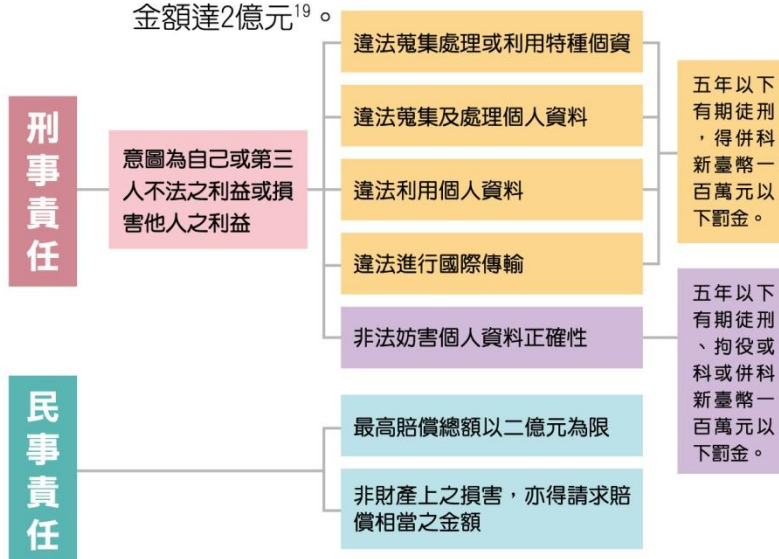 金額達2億元19。
刑事責任
意圖為自己或第三
人不法之利益或損
害他人之利益
違法蒐集處理或利用特種個資
違法蒐集及處理個人資料
違法利用個人資料
違法進行國際傳輸
非法妨害個人資料正確性
五年以下
有期徒刑
,得併科
新臺幣一
百萬元以
下罰金。
五年以下
有期徒刑
、拘役或
科或併科
新臺幣一
百萬元以
下罰金。
民事責任
最高賠償總額以二億元為限
非財產上之損害,亦得請求賠
償相當之金額